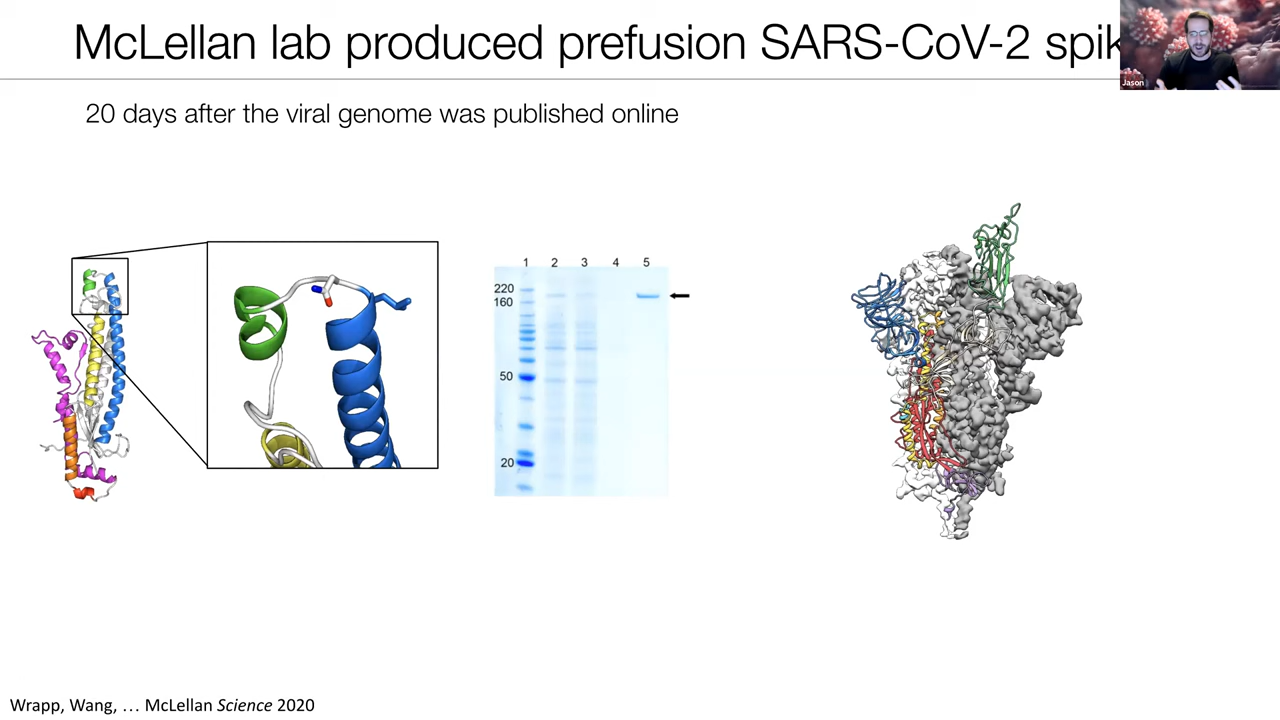 McLellan lab produced prefusion SARS-CoV-2 spik
Jason
20 days after the viral genome was published online
1 2 3 4 5
220
160
50
20
Wrapp, Wang, … McLellan Science 2020